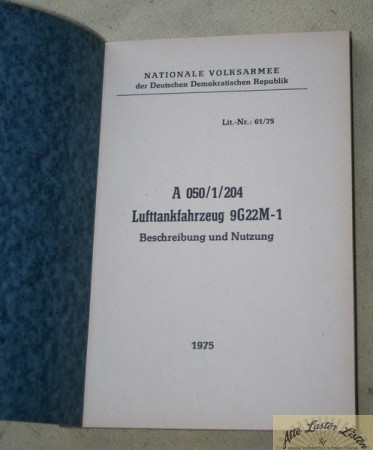 NATIONALE VOLKSARMEE
der Deutschen Demokratischen Republik
Lit.-Nr.: 61/75
A 050/1/204
Lufttankfahrzeug 9G22M-1
Beschreibung und Nutzung
1975
Alte Laster Listen